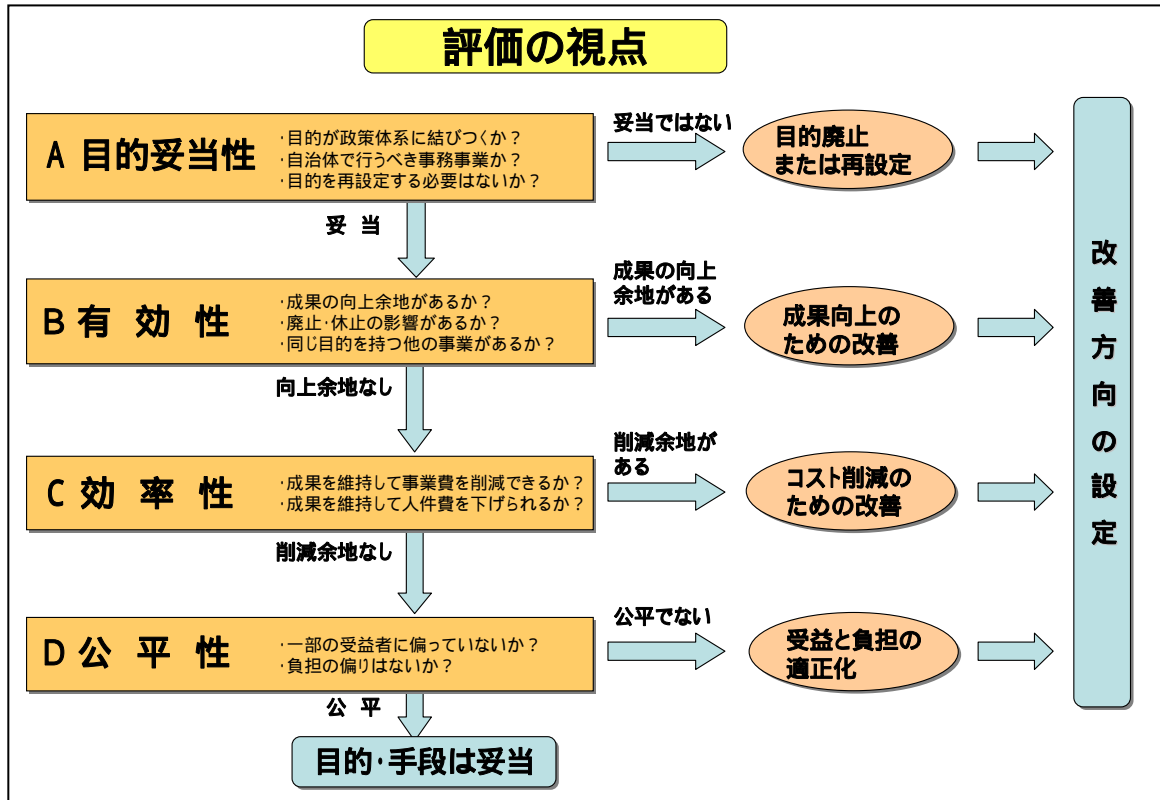 評価の視点
A 目的妥当性
・目的が政策体系に結びつくか？
・自治体で行うべき事務事業か？
・目的を再設定する必要はないか？
妥当ではない
目的廃止
または再設定
妥 当
B 有 効 性
・成果の向上余地があるか？
・廃止・休止の影響があるか？
・同じ目的を持つ他の事業があるか？
成果の向上
余地がある
成果向上の
ための改善
向上余地なし
C 効 率 性
・成果を維持して事業費を削減できるか？
・成果を維持して人件費を下げられるか？
削減余地が
ある
コスト削減の
ための改善
削減余地なし
D 公 平 性
・一部の受益者に偏っていないか？
・負担の偏りはないか？
公平でない
受益と負担の
適正化
公 平
目的・手段は妥当
改善方向の設定